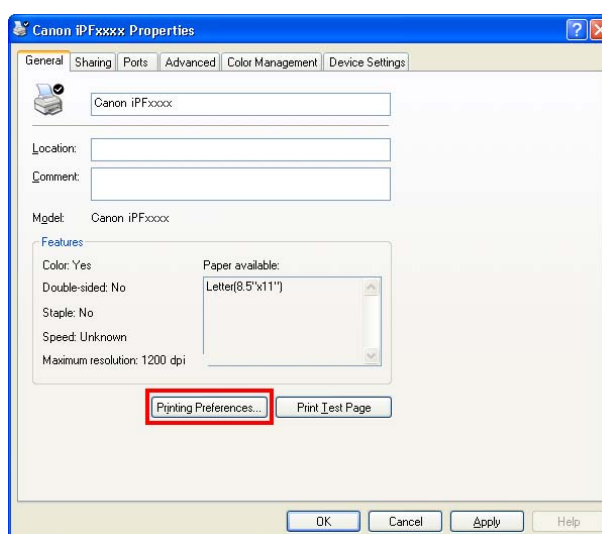 Canon iPFxxxx Properties
General Sharing Ports Advanced Color Management Device Settings
Canon iPFxxxx
Location:
Comment:
Model: Canon iPFxxxx
Features
Color: Yes Paper available:
Double-sided: No Letter(8.5"x11")
Staple: No
Speed: Unknown
Maximum resolution: 1200 dpi
Printing Preferences... Print Test Page
OK Cancel Apply Help